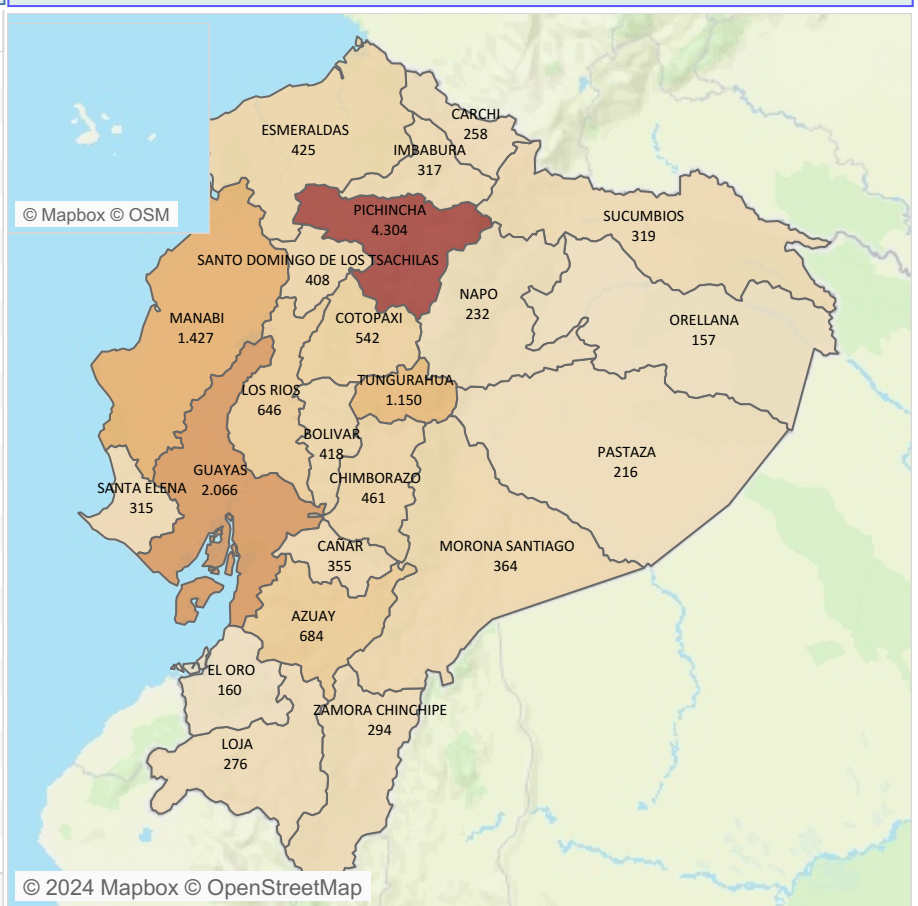 © Mapbox © OSM
ESMERALDAS
425
CARCHI
258
IMBABURA
317
PICHINCHA
4.304
SUCUMBIOS
319
SANTO DOMINGO DE LOS TSACHILAS
408
NAPO
232
MANABI
1.427
COTOPAXI
542
ORELLANA
157
TUNGURAHUA
1.150
LOS RIOS
646
BOLIVAR
418
PASTAZA
216
GUAYAS
2.066
CHIMBORAZO
461
SANTA ELENA
315
CAÑAR
355
MORONA SANTIAGO
364
AZUAY
684
EL ORO
160
ZAMORA CHINCHIPE
294
LOJA
276
© 2024 Mapbox © OpenStreetMap